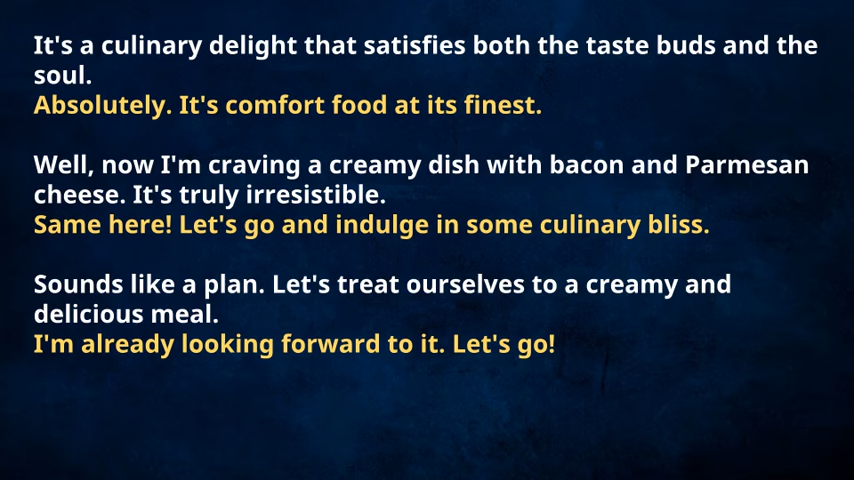 It's a culinary delight that satisfies both the taste buds and the
soul.
Absolutely. It's comfort food at its finest.
Well, now I'm craving a creamy dish with bacon and Parmesan
cheese. It's truly irresistible.
Same here! Let's go and indulge in some culinary bliss.
Sounds like a plan. Let's treat ourselves to a creamy and
delicious meal.
I'm already looking forward to it. Let's go!